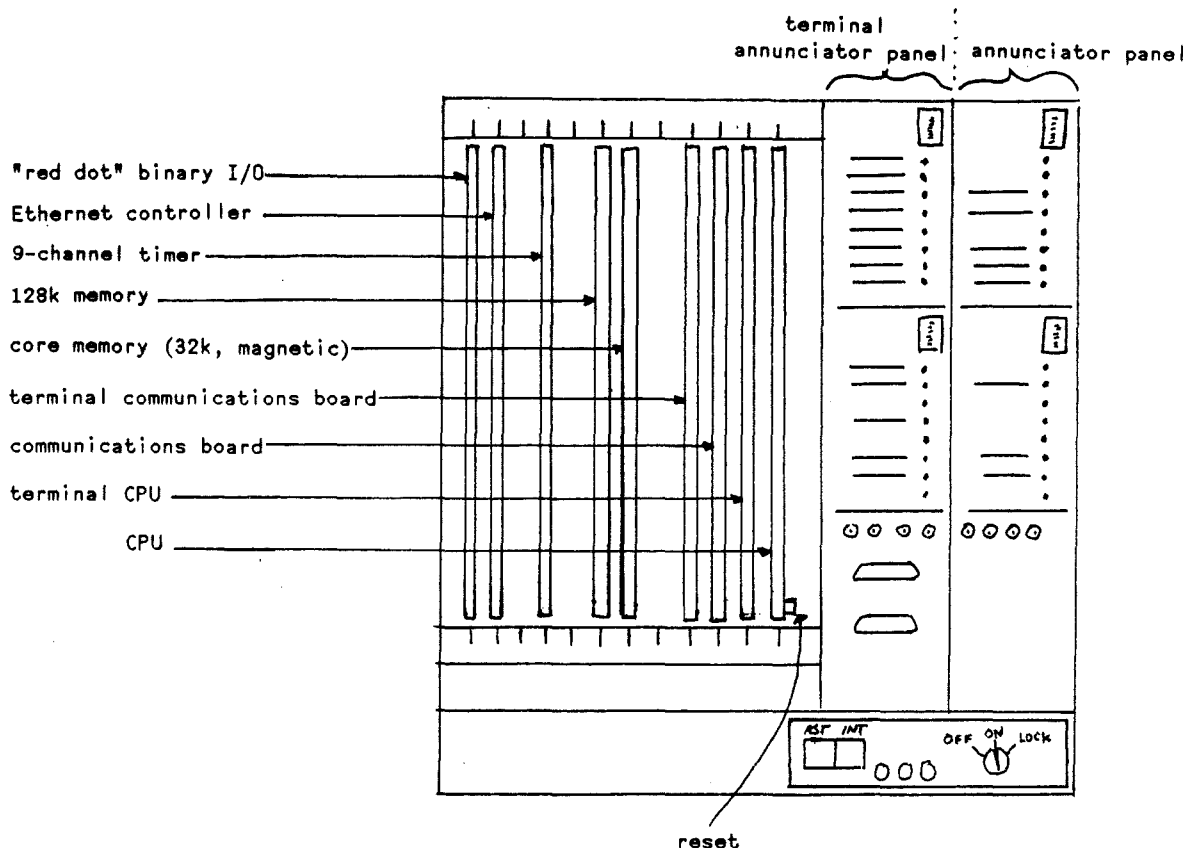 terminal
annunciator panel
annunciator panel
"red dot" binary I/O
Ethernet controller
9-channel timer
128k memory
core memory (32k, magnetic)
terminal communications board
communications board
terminal CPU
CPU
RST INT
OFF ON LOCK
reset